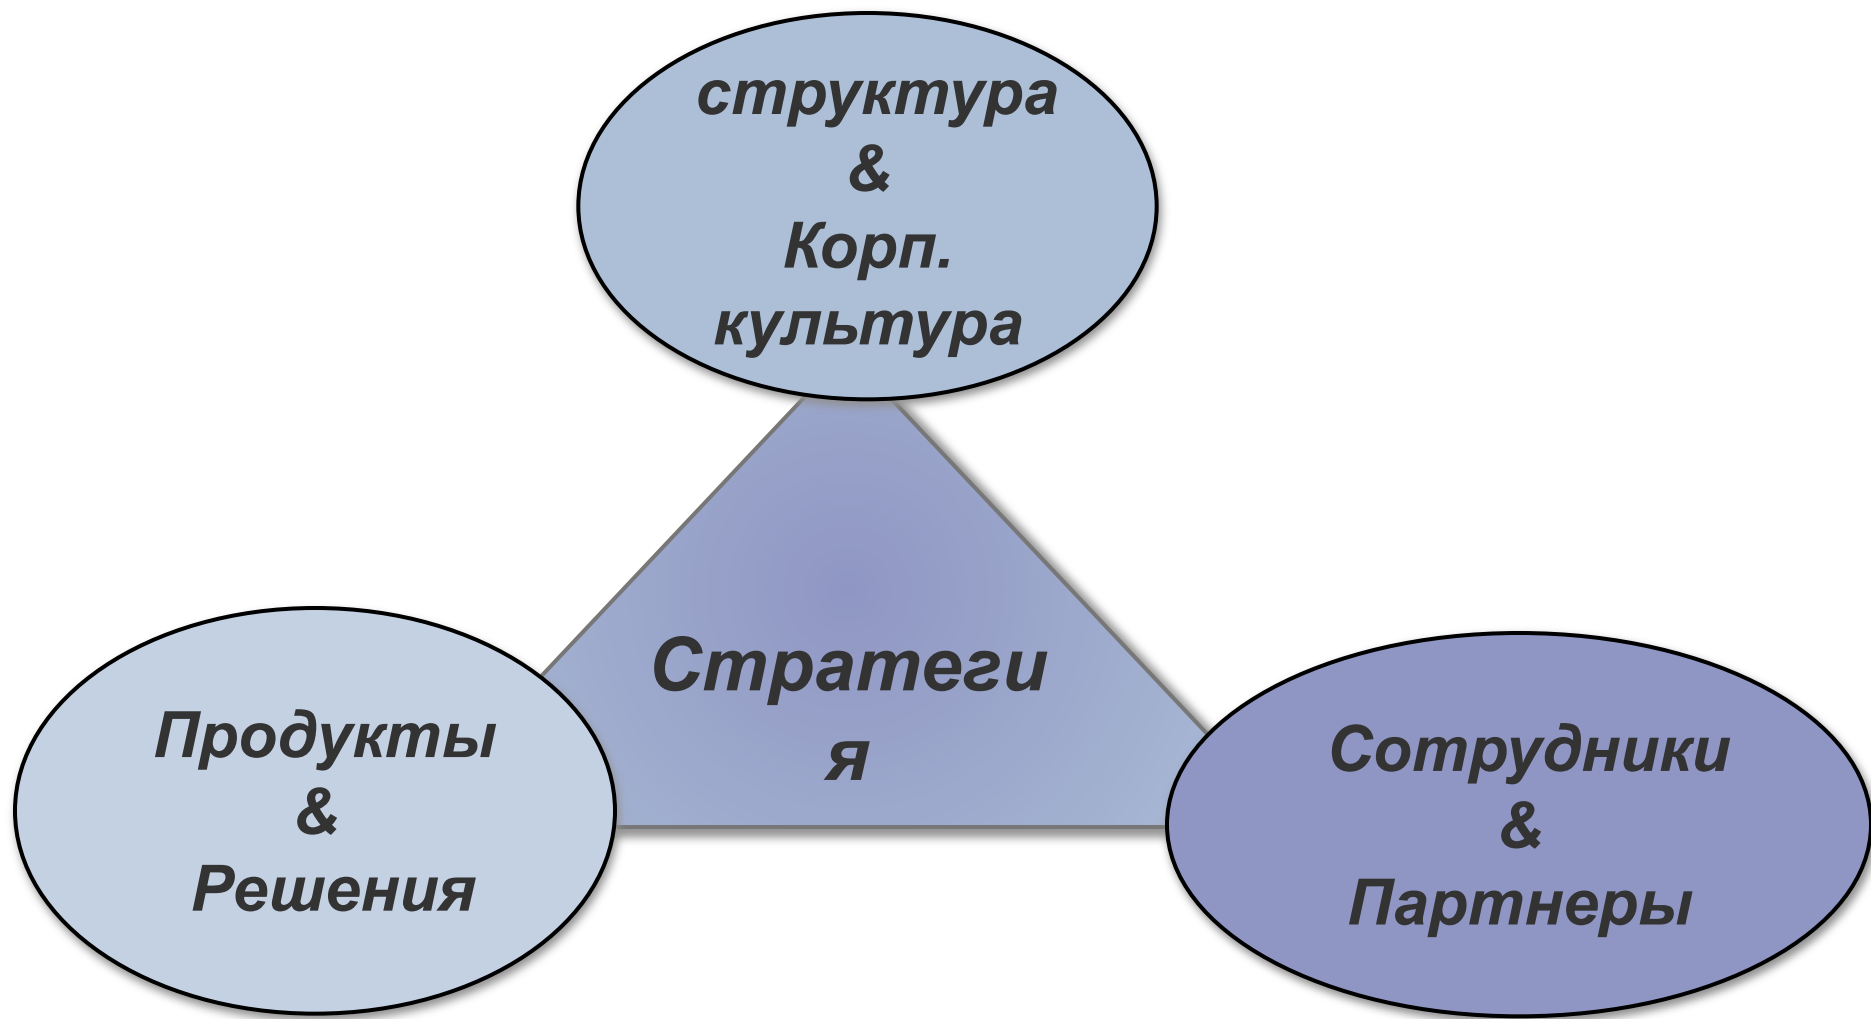 структура
&
Корп.
культура
Стратеги
я
Продукты
&
Решения
Сотрудники
&
Партнеры